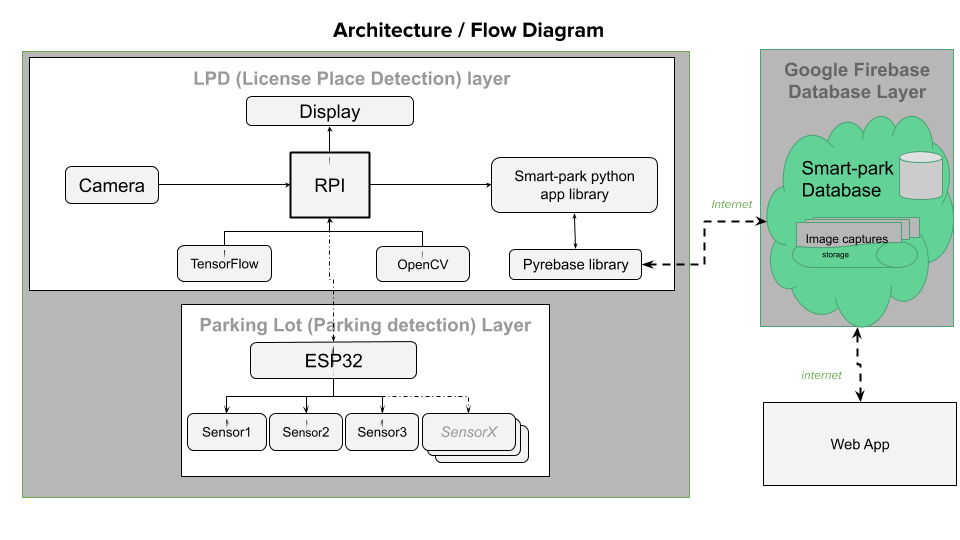 Architecture / Flow Diagram
LPD (License Place Detection) layer
Display
Camera
RPI
Smart-park python
app library
TensorFlow
OpenCV
Pyrebase library
Parking Lot (Parking detection) Layer
ESP32
Sensor1
Sensor2
Sensor3
SensorX
Internet
Google Firebase
Database Layer
Smart-park
Database
Image captures
storage
internet
Web App